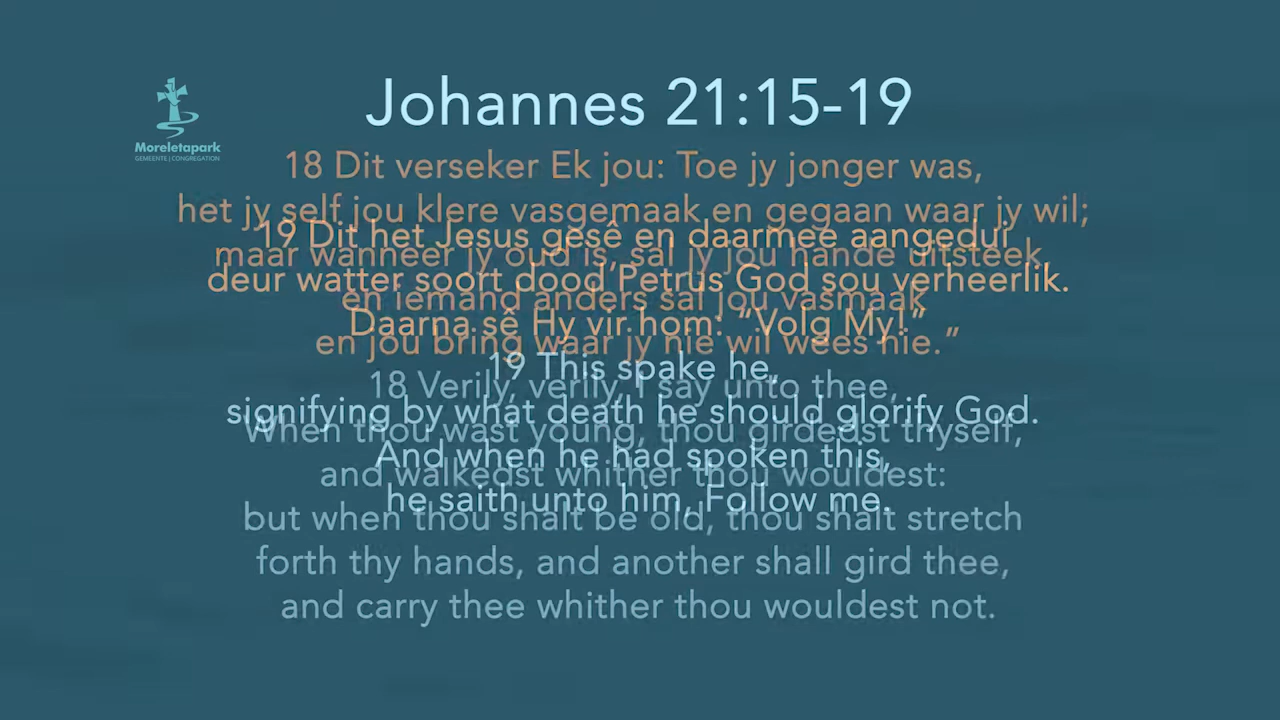 Johannes 21:15-19
Moreletapark
GEMEENTE | CONGREGATION
18 Dit verseker Ek jou: Toe jy jonger was,
het jy self jou klere vasgemaak en gegaan waar jy wil;
maar wanneer jy oud is, sal jy jou hande uitsteek,
en iemand anders sal jou vasmaak
en jou bring waar jy nie wil wees nie.”
19 Dit het Jesus gesê en daarmee aangedui
deur watter soort dood Petrus God sou verheerlik.
Daarna sê Hy vir hom: “Volg My!”
18 Verily, verily, I say unto thee,
When thou wast young, thou girdedst thyself,
and walkedst whither thou wouldest:
but when thou shalt be old, thou shalt stretch
forth thy hands, and another shall gird thee,
and carry thee whither thou wouldest not.
19 This spake he,
signifying by what death he should glorify God.
And when he had spoken this,
he saith unto him, Follow me.